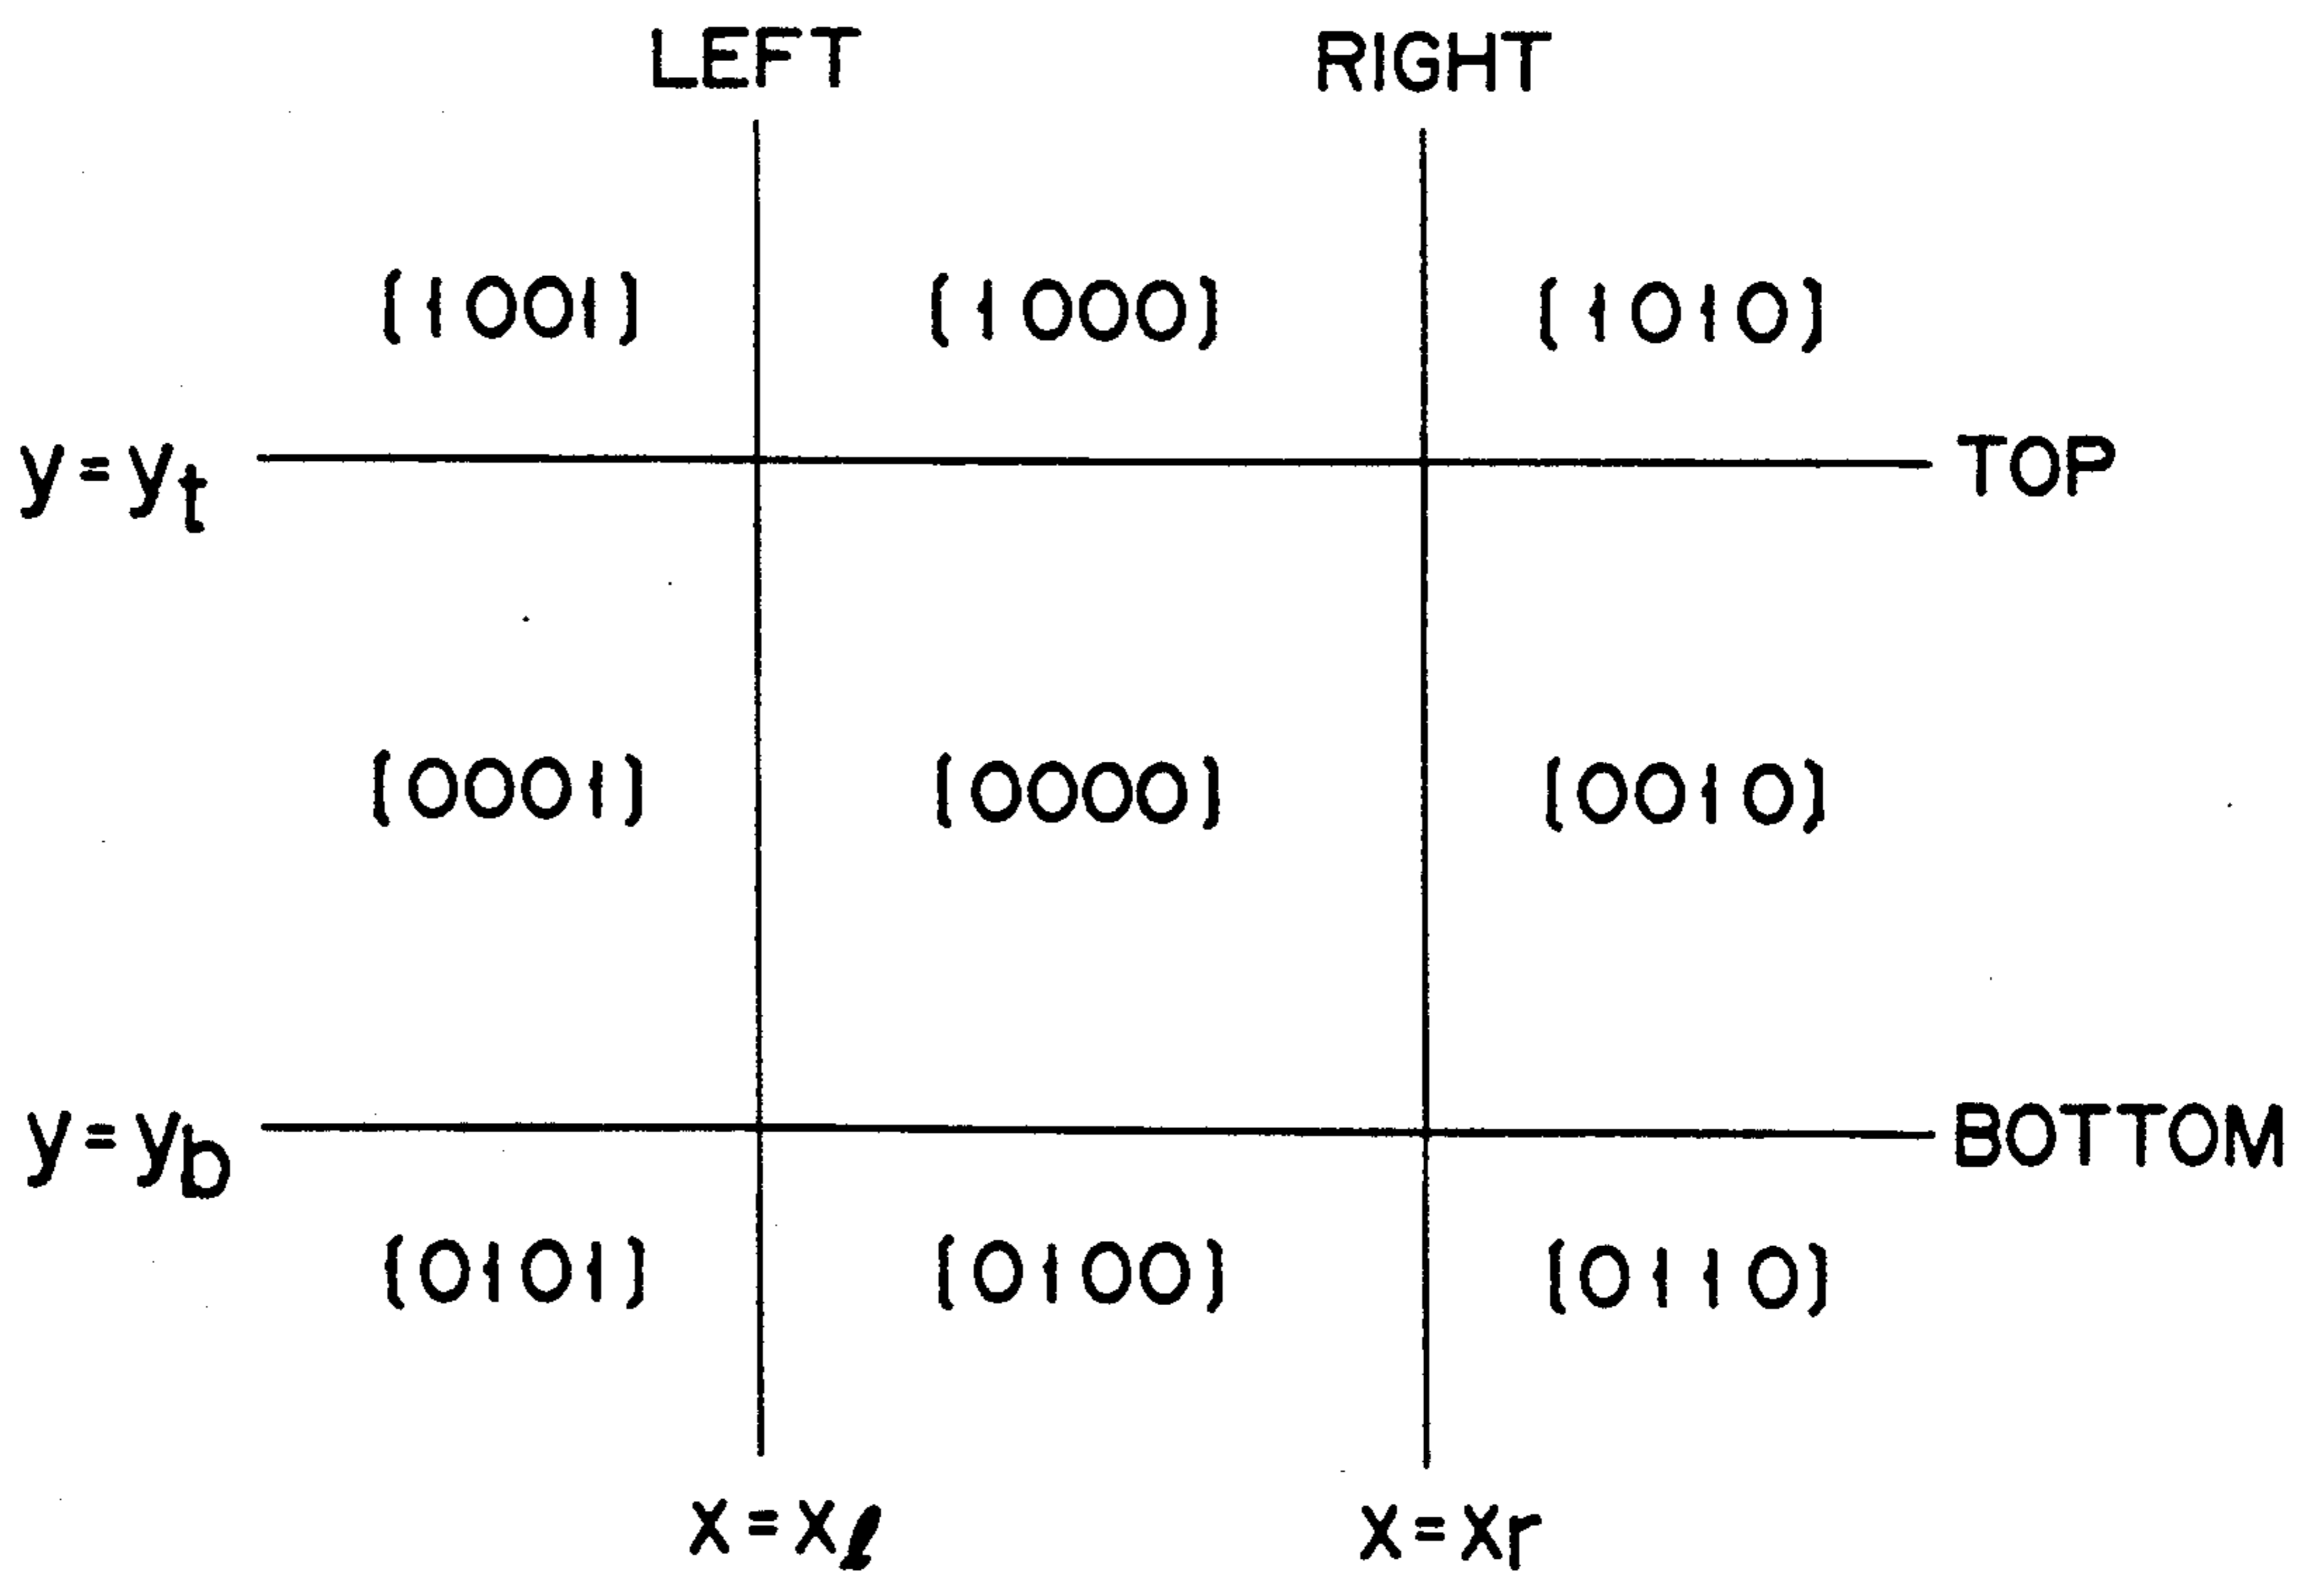 LEFT RIGHT
(1001) (1000) (1010)
y=yt TOP
(0001) (0000) (0010)
y=yb BOTTOM
(0101) (0100) (0110)
x=xl x=xr